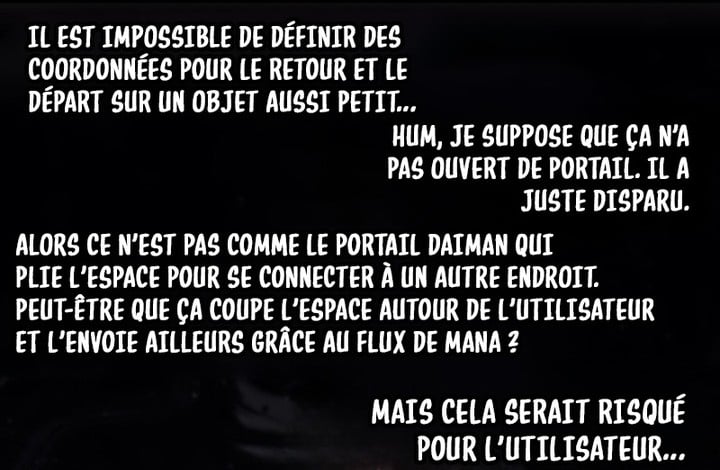 IL EST IMPOSSIBLE DE DÉFINIR DES
COORDONNÉES POUR LE RETOUR ET LE
DÉPART SUR UN OBJET AUSSI PETIT...
HUM, JE SUPPOSE QUE ÇA N'A
PAS OUVERT DE PORTAIL. IL A
JUSTE DISPARU.
ALORS CE N'EST PAS COMME LE PORTAIL DAIMAN QUI
PLIE L'ESPACE POUR SE CONNECTER À UN AUTRE ENDROIT.
PEUT-ÊTRE QUE ÇA COUPE L'ESPACE AUTOUR DE L'UTILISATEUR
ET L'ENVOIE AILLEURS GRÂCE AU FLUX DE MANA ?
MAIS CELA SERAIT RISQUÉ
POUR L'UTILISATEUR...